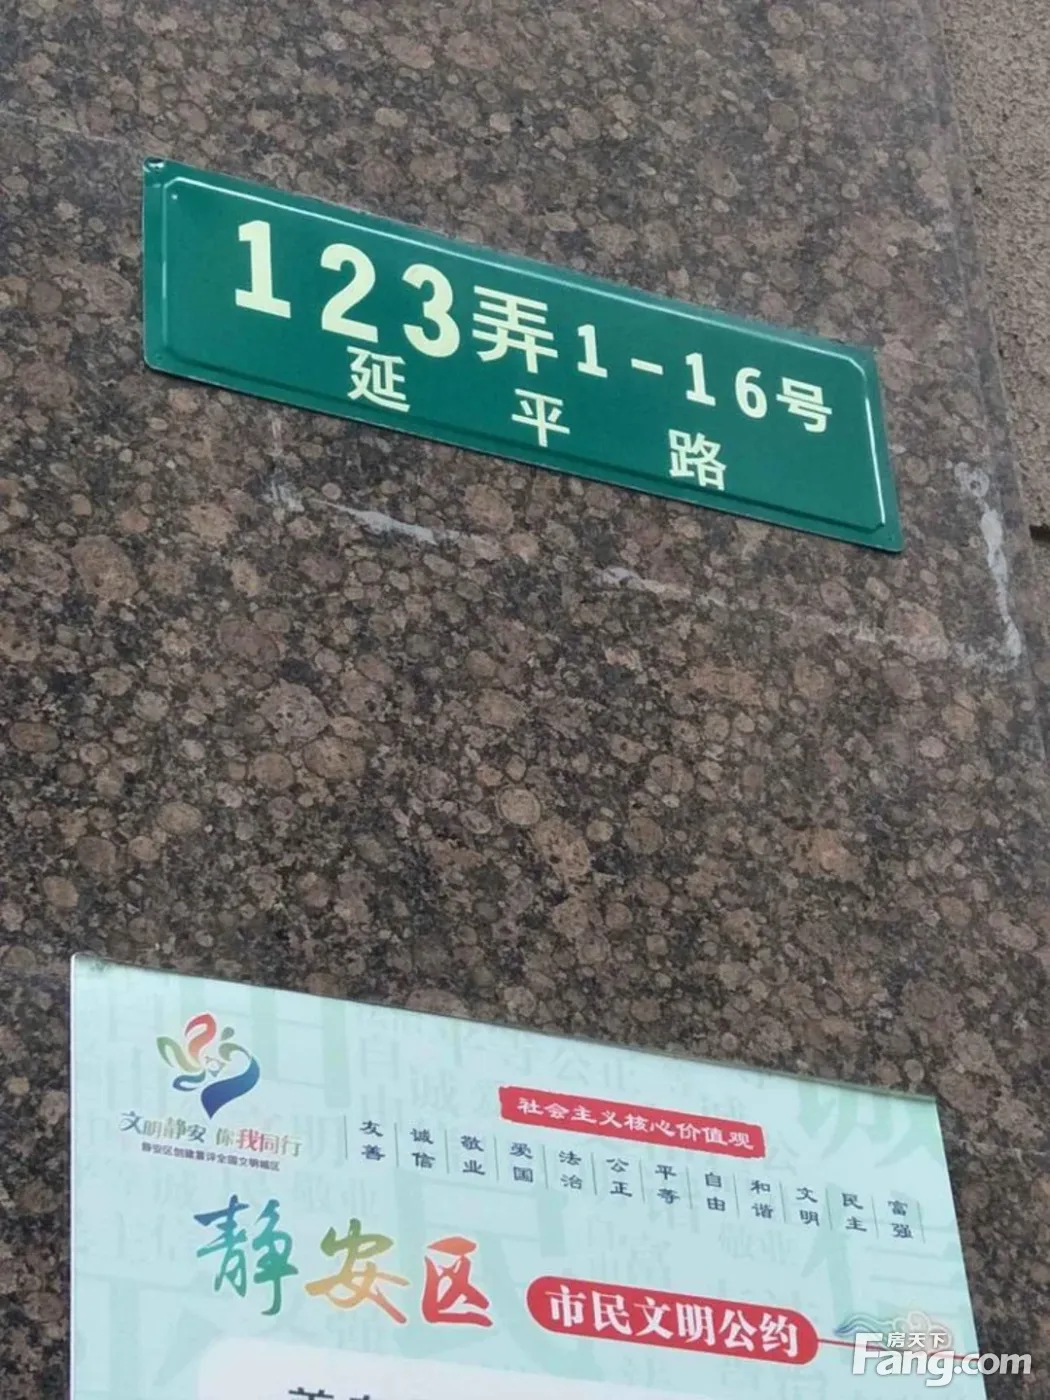 123弄1-16号
延平路
社会主义核心价值观
文明静安 你我同行
静安区创建首评全国文明城区
友善 诚信 敬业 爱国 法治 公正 平等 自由 和谐 文明 民主 富强
静安区
市民文明公约
房天下
Fang.com